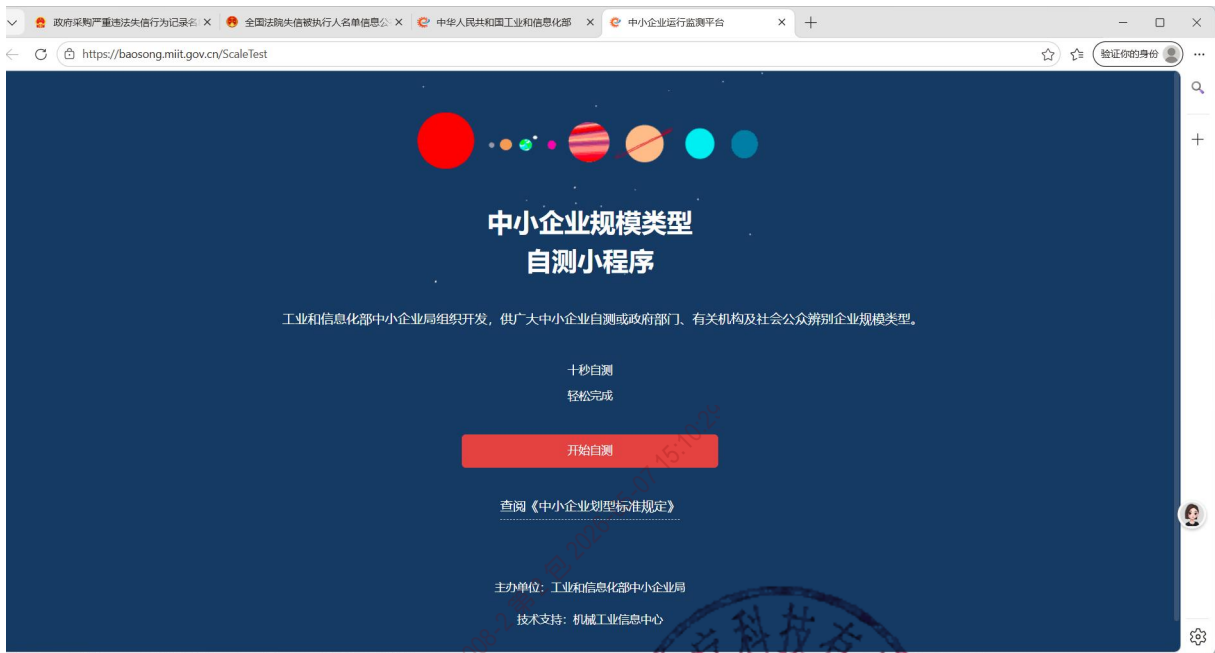 政府采购严重违法失信行为记录名
全国法院失信被执行人名单信息公
中华人民共和国工业和信息化部
中小企业运行监测平台
https://baosong.miit.gov.cn/ScaleTest
验证你的身份
中小企业规模类型
自测小程序
工业和信息化部中小企业局组织开发，供广大中小企业自测或政府部门、有关机构及社会公众辨别企业规模类型。
十秒自测
轻松完成
开始自测
查阅《中小企业划型标准规定》
主办单位：工业和信息化部中小企业局
技术支持：机械工业信息中心
科技